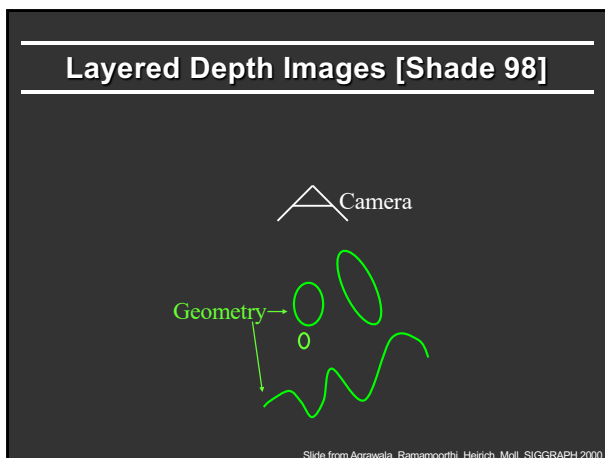 Layered Depth Images [Shade 98]
Camera
Geometry
Slide from Agrawala, Ramamoorthi, Heirich, Moll, SIGGRAPH 2000